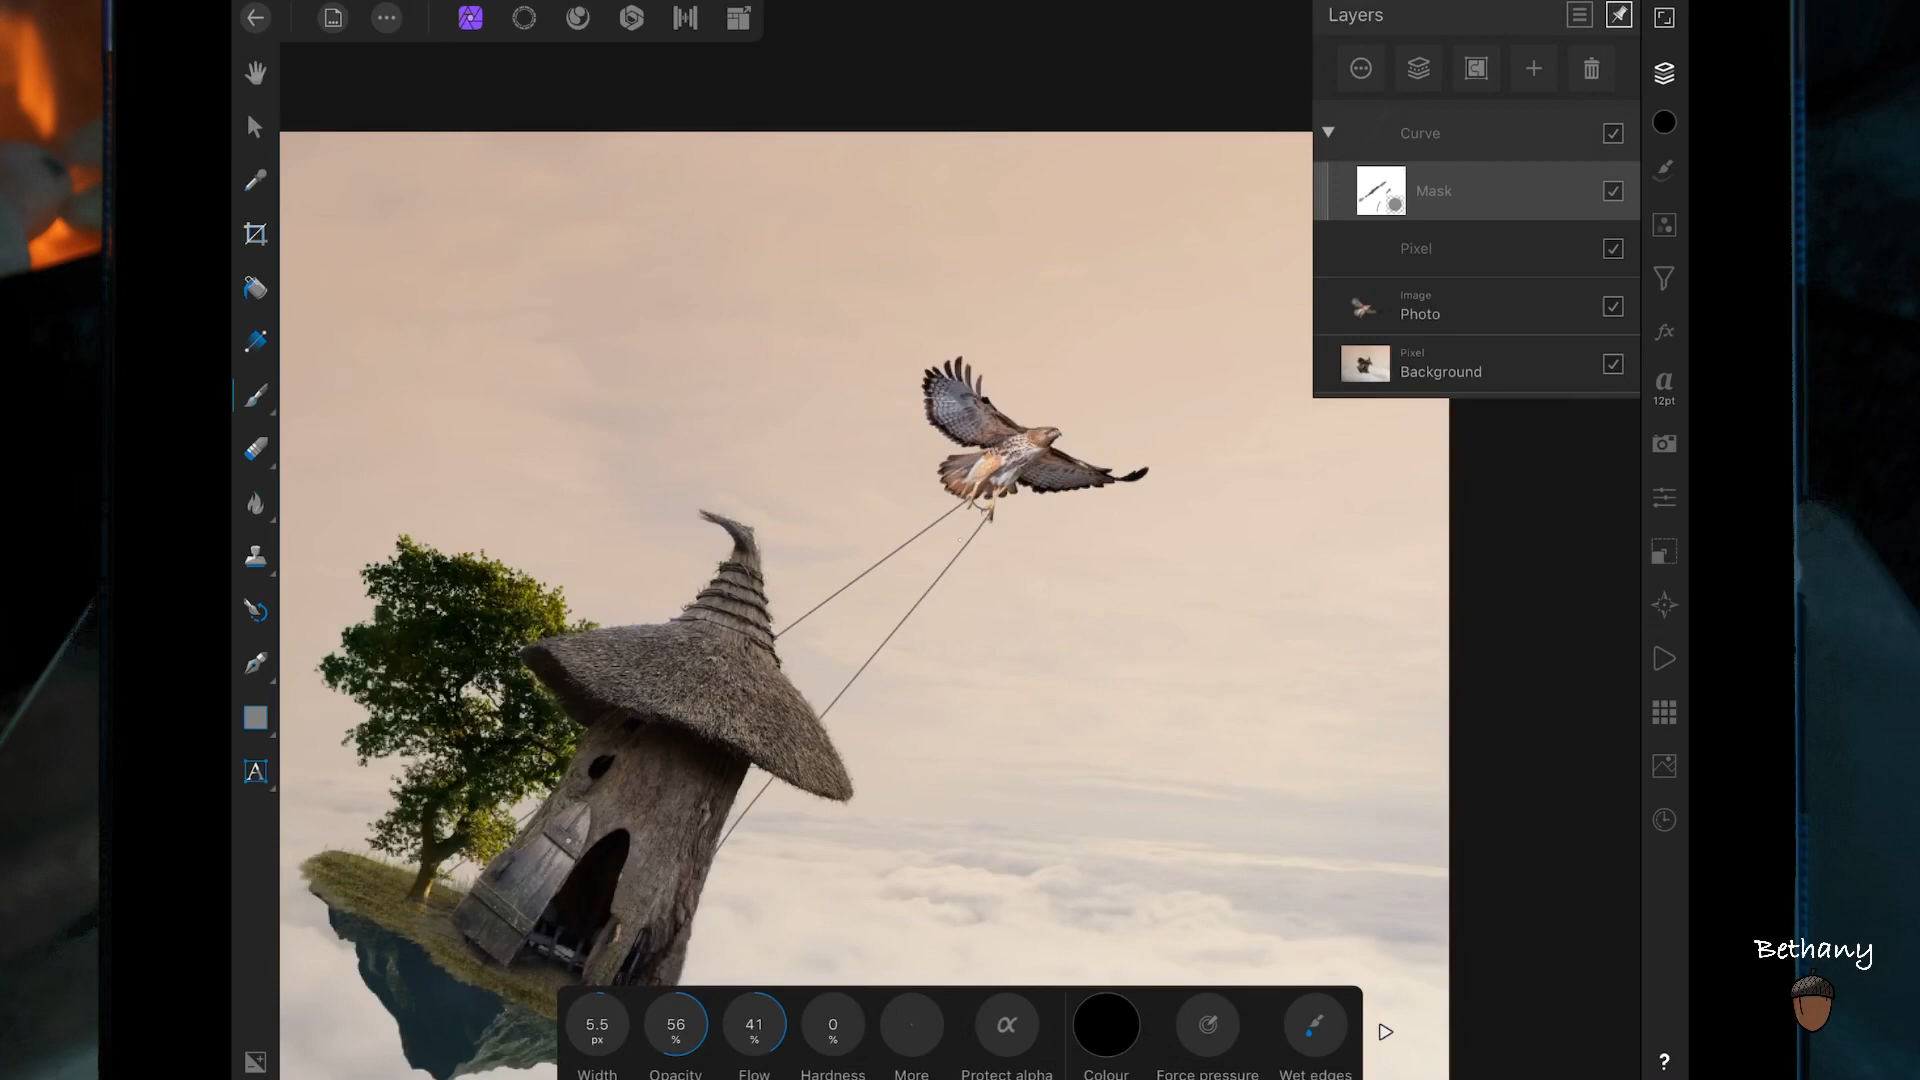 Layers
Curve
Mask
Pixel
Image
Photo
Pixel
Background
a
12pt
fx
A
5.5
px
56
%
41
%
0
%
α
Width
Opacity
Flow
Hardness
More
Protect alpha
Colour
Force pressure
Wet edges
?
Bethany